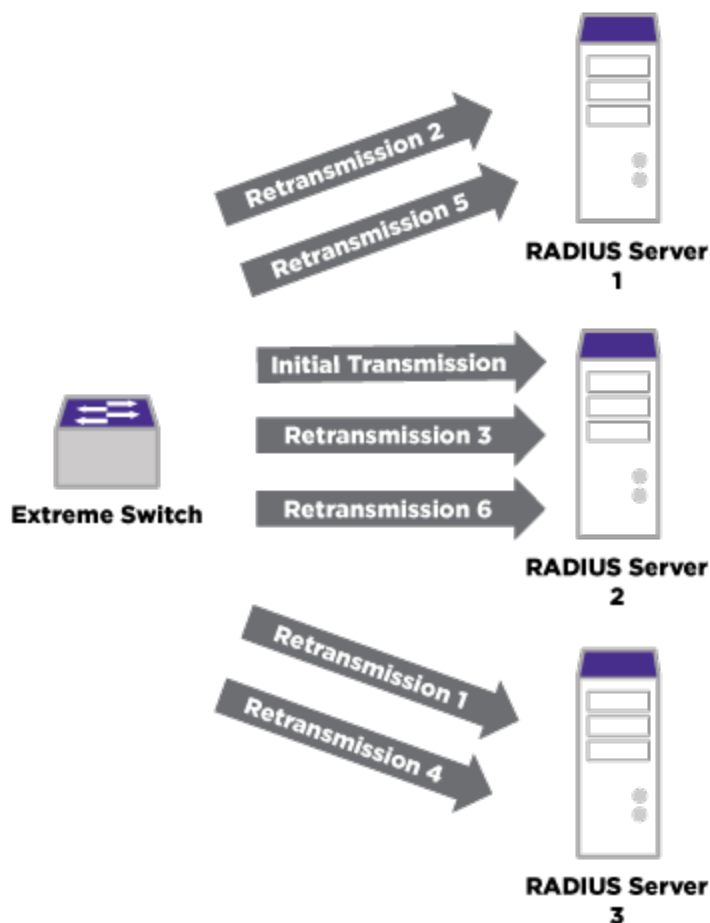 Retransmission 2
Retransmission 5
RADIUS Server
1
Initial Transmission
Retransmission 3
Retransmission 6
Extreme Switch
RADIUS Server
2
Retransmission 1
Retransmission 4
RADIUS Server
3